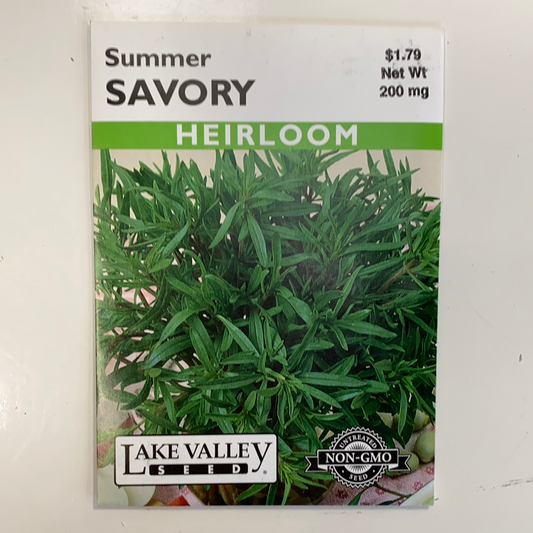 Summer
SAVORY
$1.79
Net Wt
200 mg
HEIRLOOM
LAKE VALLEY
SEED®
UNTREATED
NON-GMO
SEED